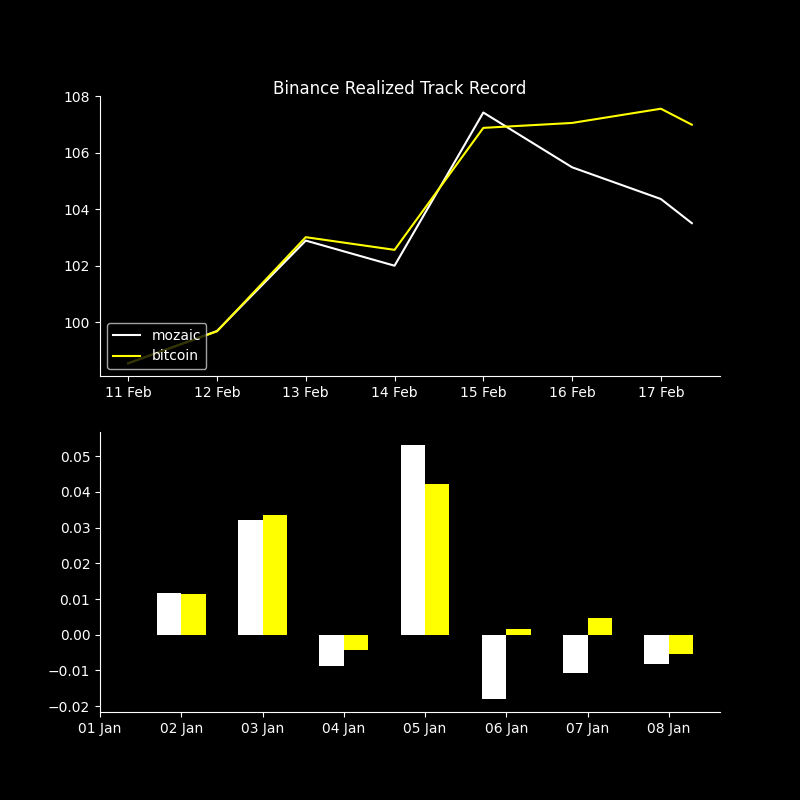 Binance Realized Track Record
108
106
104
102
100
mozaic
bitcoin
11 Feb 12 Feb 13 Feb 14 Feb 15 Feb 16 Feb 17 Feb
0.05
0.04
0.03
0.02
0.01
0.00
−0.01
−0.02
01 Jan 02 Jan 03 Jan 04 Jan 05 Jan 06 Jan 07 Jan 08 Jan